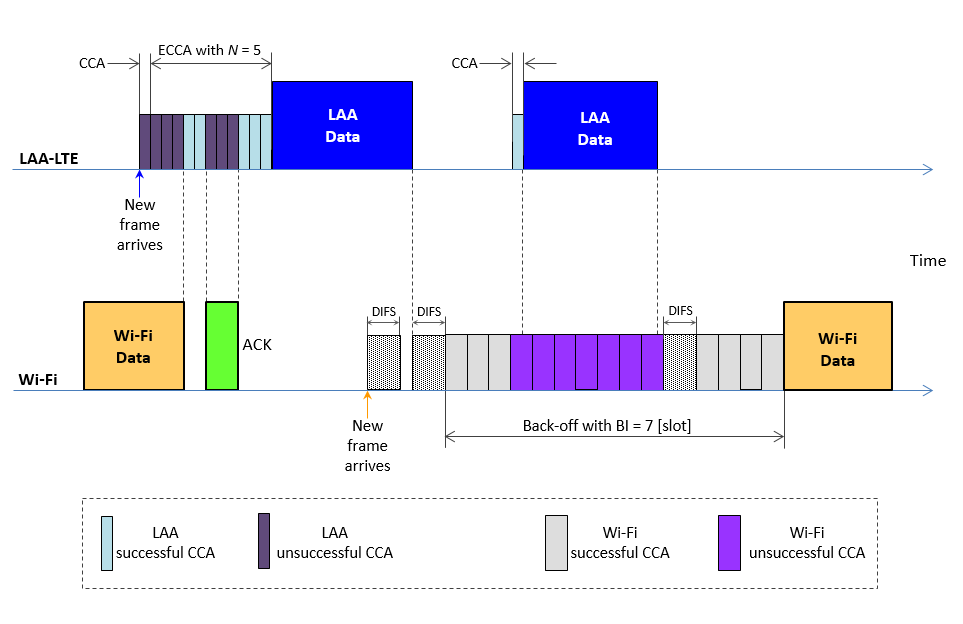 ECCA with N = 5
CCA
CCA
LAA
Data
LAA
Data
LAA-LTE
New
frame
arrives
Time
DIFS
DIFS
DIFS
Wi-Fi
Data
ACK
Wi-Fi
Data
Wi-Fi
New
frame
arrives
Back-off with BI = 7 [slot]
LAA
successful CCA
LAA
unsuccessful CCA
Wi-Fi
successful CCA
Wi-Fi
unsuccessful CCA